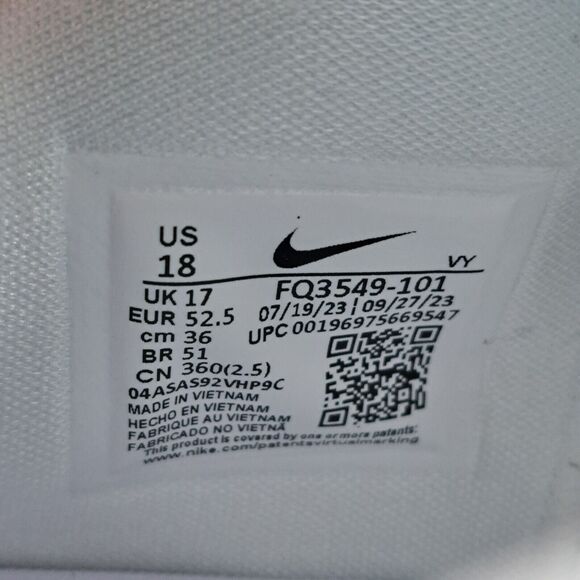 US
18
VY
UK 17
FQ3549-101
EUR 52.5
07/19/23 | 09/27/23
cm 36
UPC 00196975669547
BR 51
CN 360(2.5)
04ASAS92VHP9C
MADE IN VIETNAM
HECHO EN VIETNAM
FABRIQUE AU VIETNAM
FABRICADO NO VIETNÃ
This product is covered by one or more patents:
www.nike.com/patentsvirtualmarking